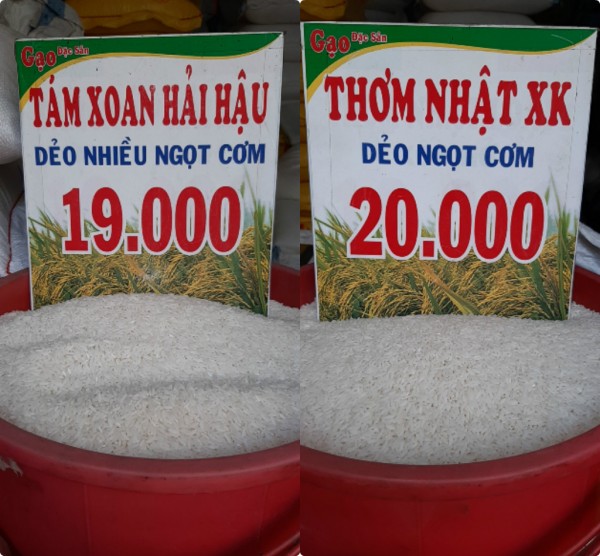 Gạo Đặc Sản
TÁM XOAN HẢI HẬU
DẺO NHIỀU NGỌT CƠM
19.000
Gạo Đặc Sản
THƠM NHẬT XK
DẺO NGỌT CƠM
20.000